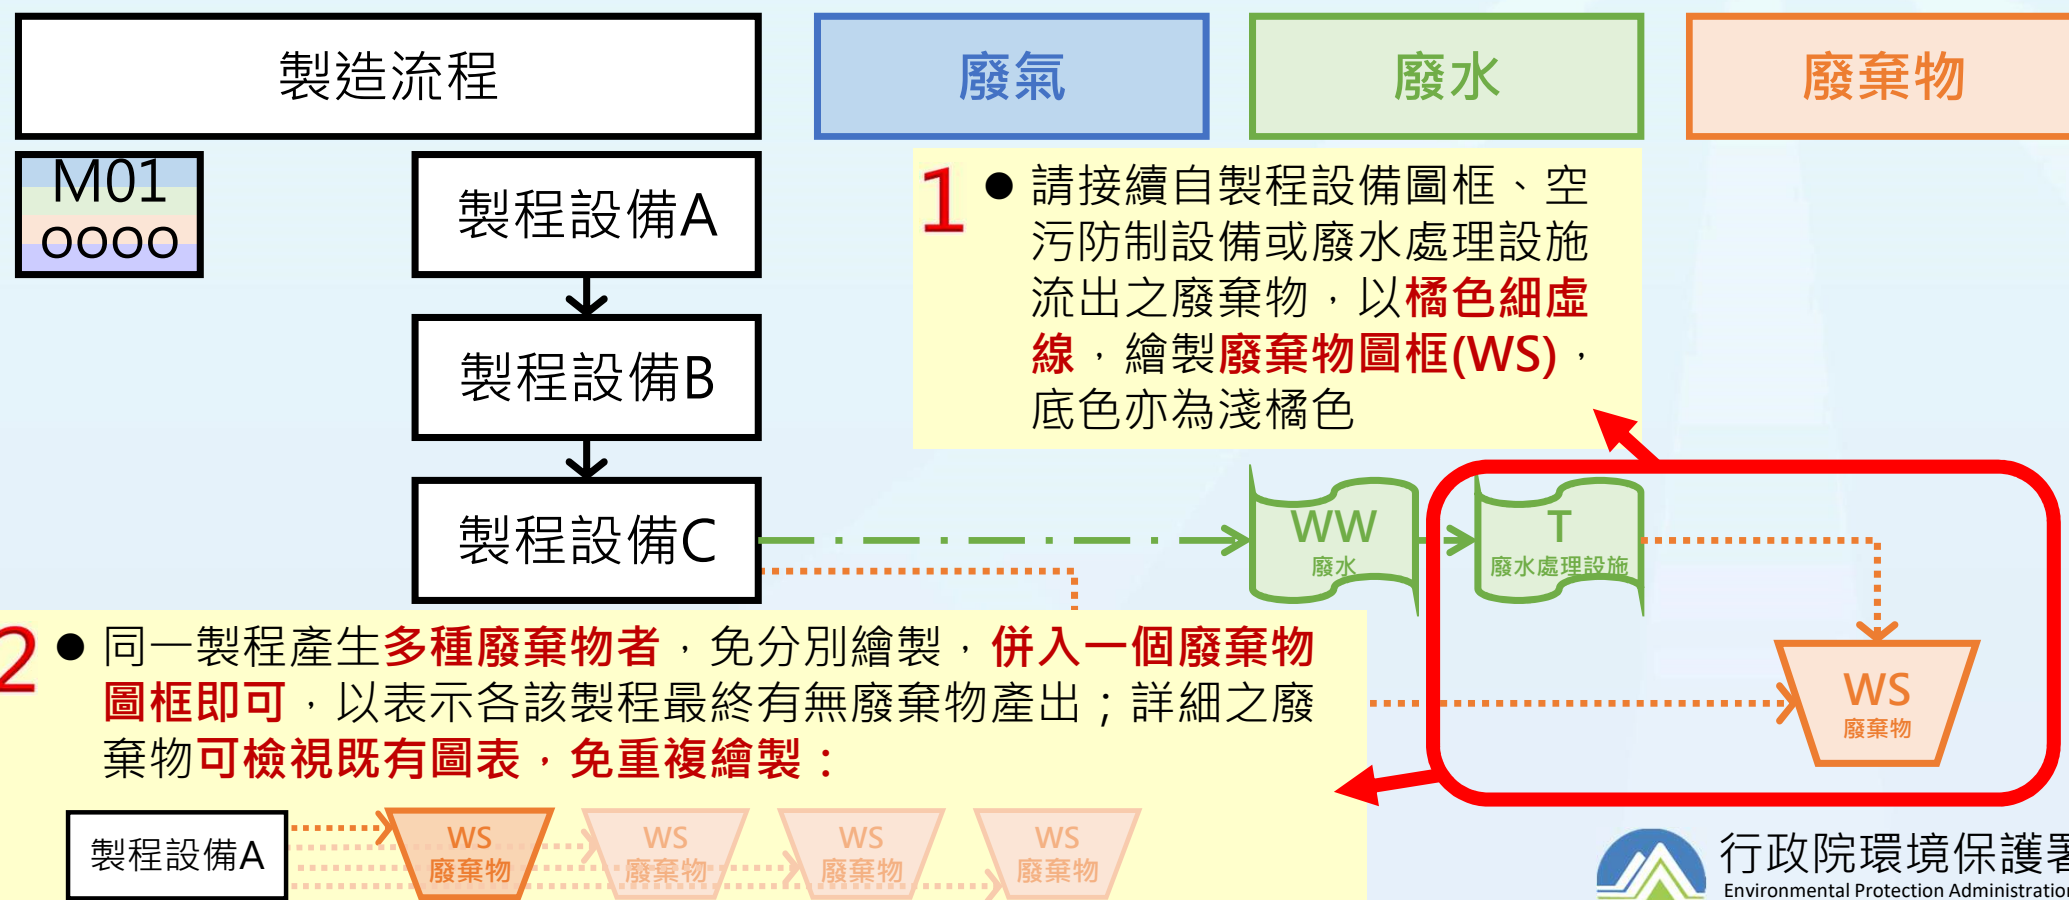 製造流程
廢氣
廢水
廢棄物
M01
0000
製程設備A
製程設備B
製程設備C
1
● 請接續自製程設備圖框、空
污防制設備或廢水處理設施
流出之廢棄物，以橘色細虛
線，繪製廢棄物圖框(WS)，
底色亦為淺橘色
WW
廢水
T
廢水處理設施
WS
廢棄物
2
● 同一製程產生多種廢棄物者，免分別繪製，併入一個廢棄物
圖框即可，以表示各該製程最終有無廢棄物產出；詳細之廢
棄物可檢視既有圖表，免重複繪製：
製程設備A
WS
廢棄物
WS
廢棄物
WS
廢棄物
WS
廢棄物
行政院環境保護署
Environmental Protection Administration